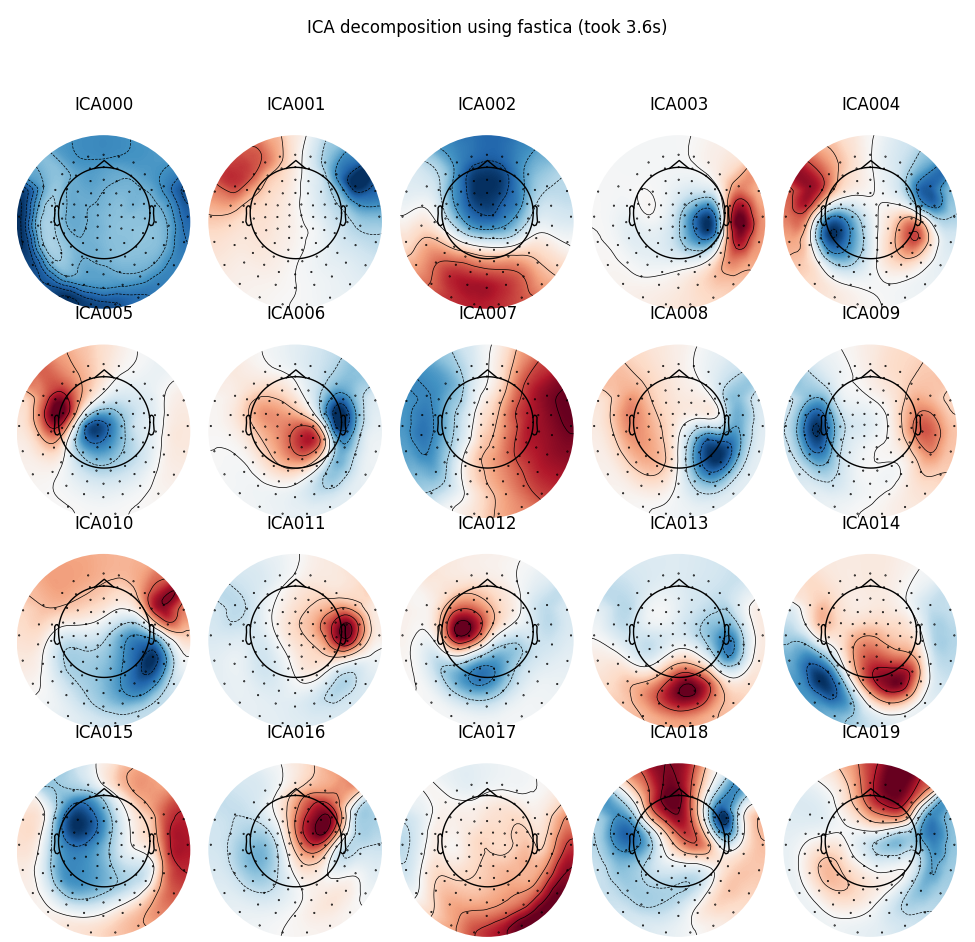 ICA decomposition using fastica (took 3.6s)
ICA000 ICA001 ICA002 ICA003 ICA004
ICA005 ICA006 ICA007 ICA008 ICA009
ICA010 ICA011 ICA012 ICA013 ICA014
ICA015 ICA016 ICA017 ICA018 ICA019